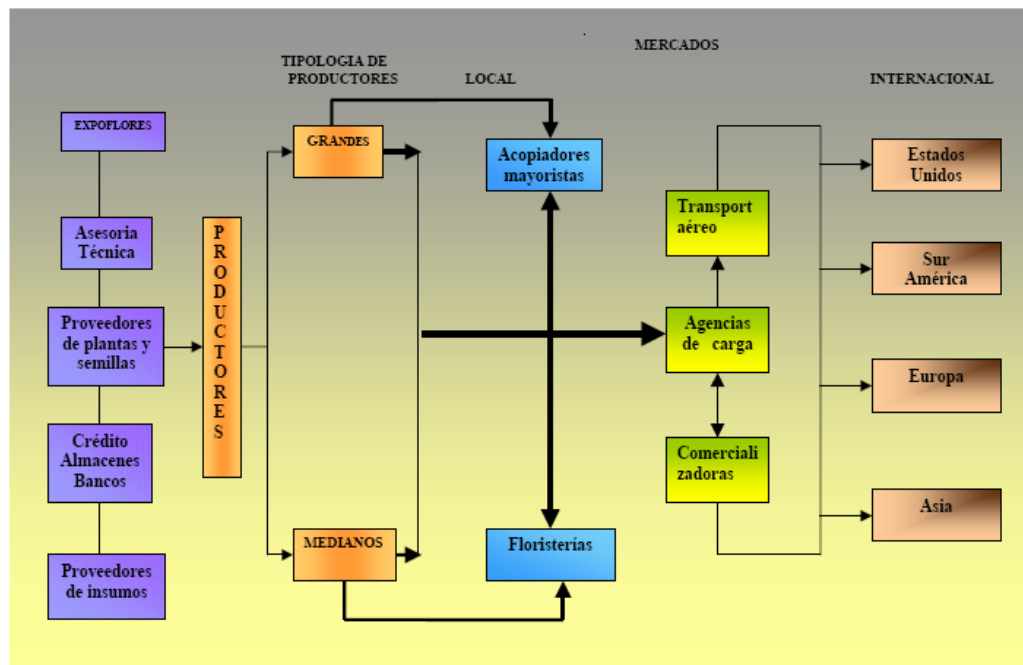 MERCADOS
TIPOLOGIA DE
PRODUCTORES
LOCAL
INTERNACIONAL
EXPOFLORES
Asesoria
Técnica
Proveedores
de plantas y
semillas
Crédito
Almacenes
Bancos
Proveedores
de insumos
P
R
O
D
U
C
T
O
R
E
S
GRANDES
MEDIANOS
Acopiadores
mayoristas
Floristerías
Transport
aéreo
Agencias
de carga
Comerciali
zadoras
Estados
Unidos
Sur
América
Europa
Asia